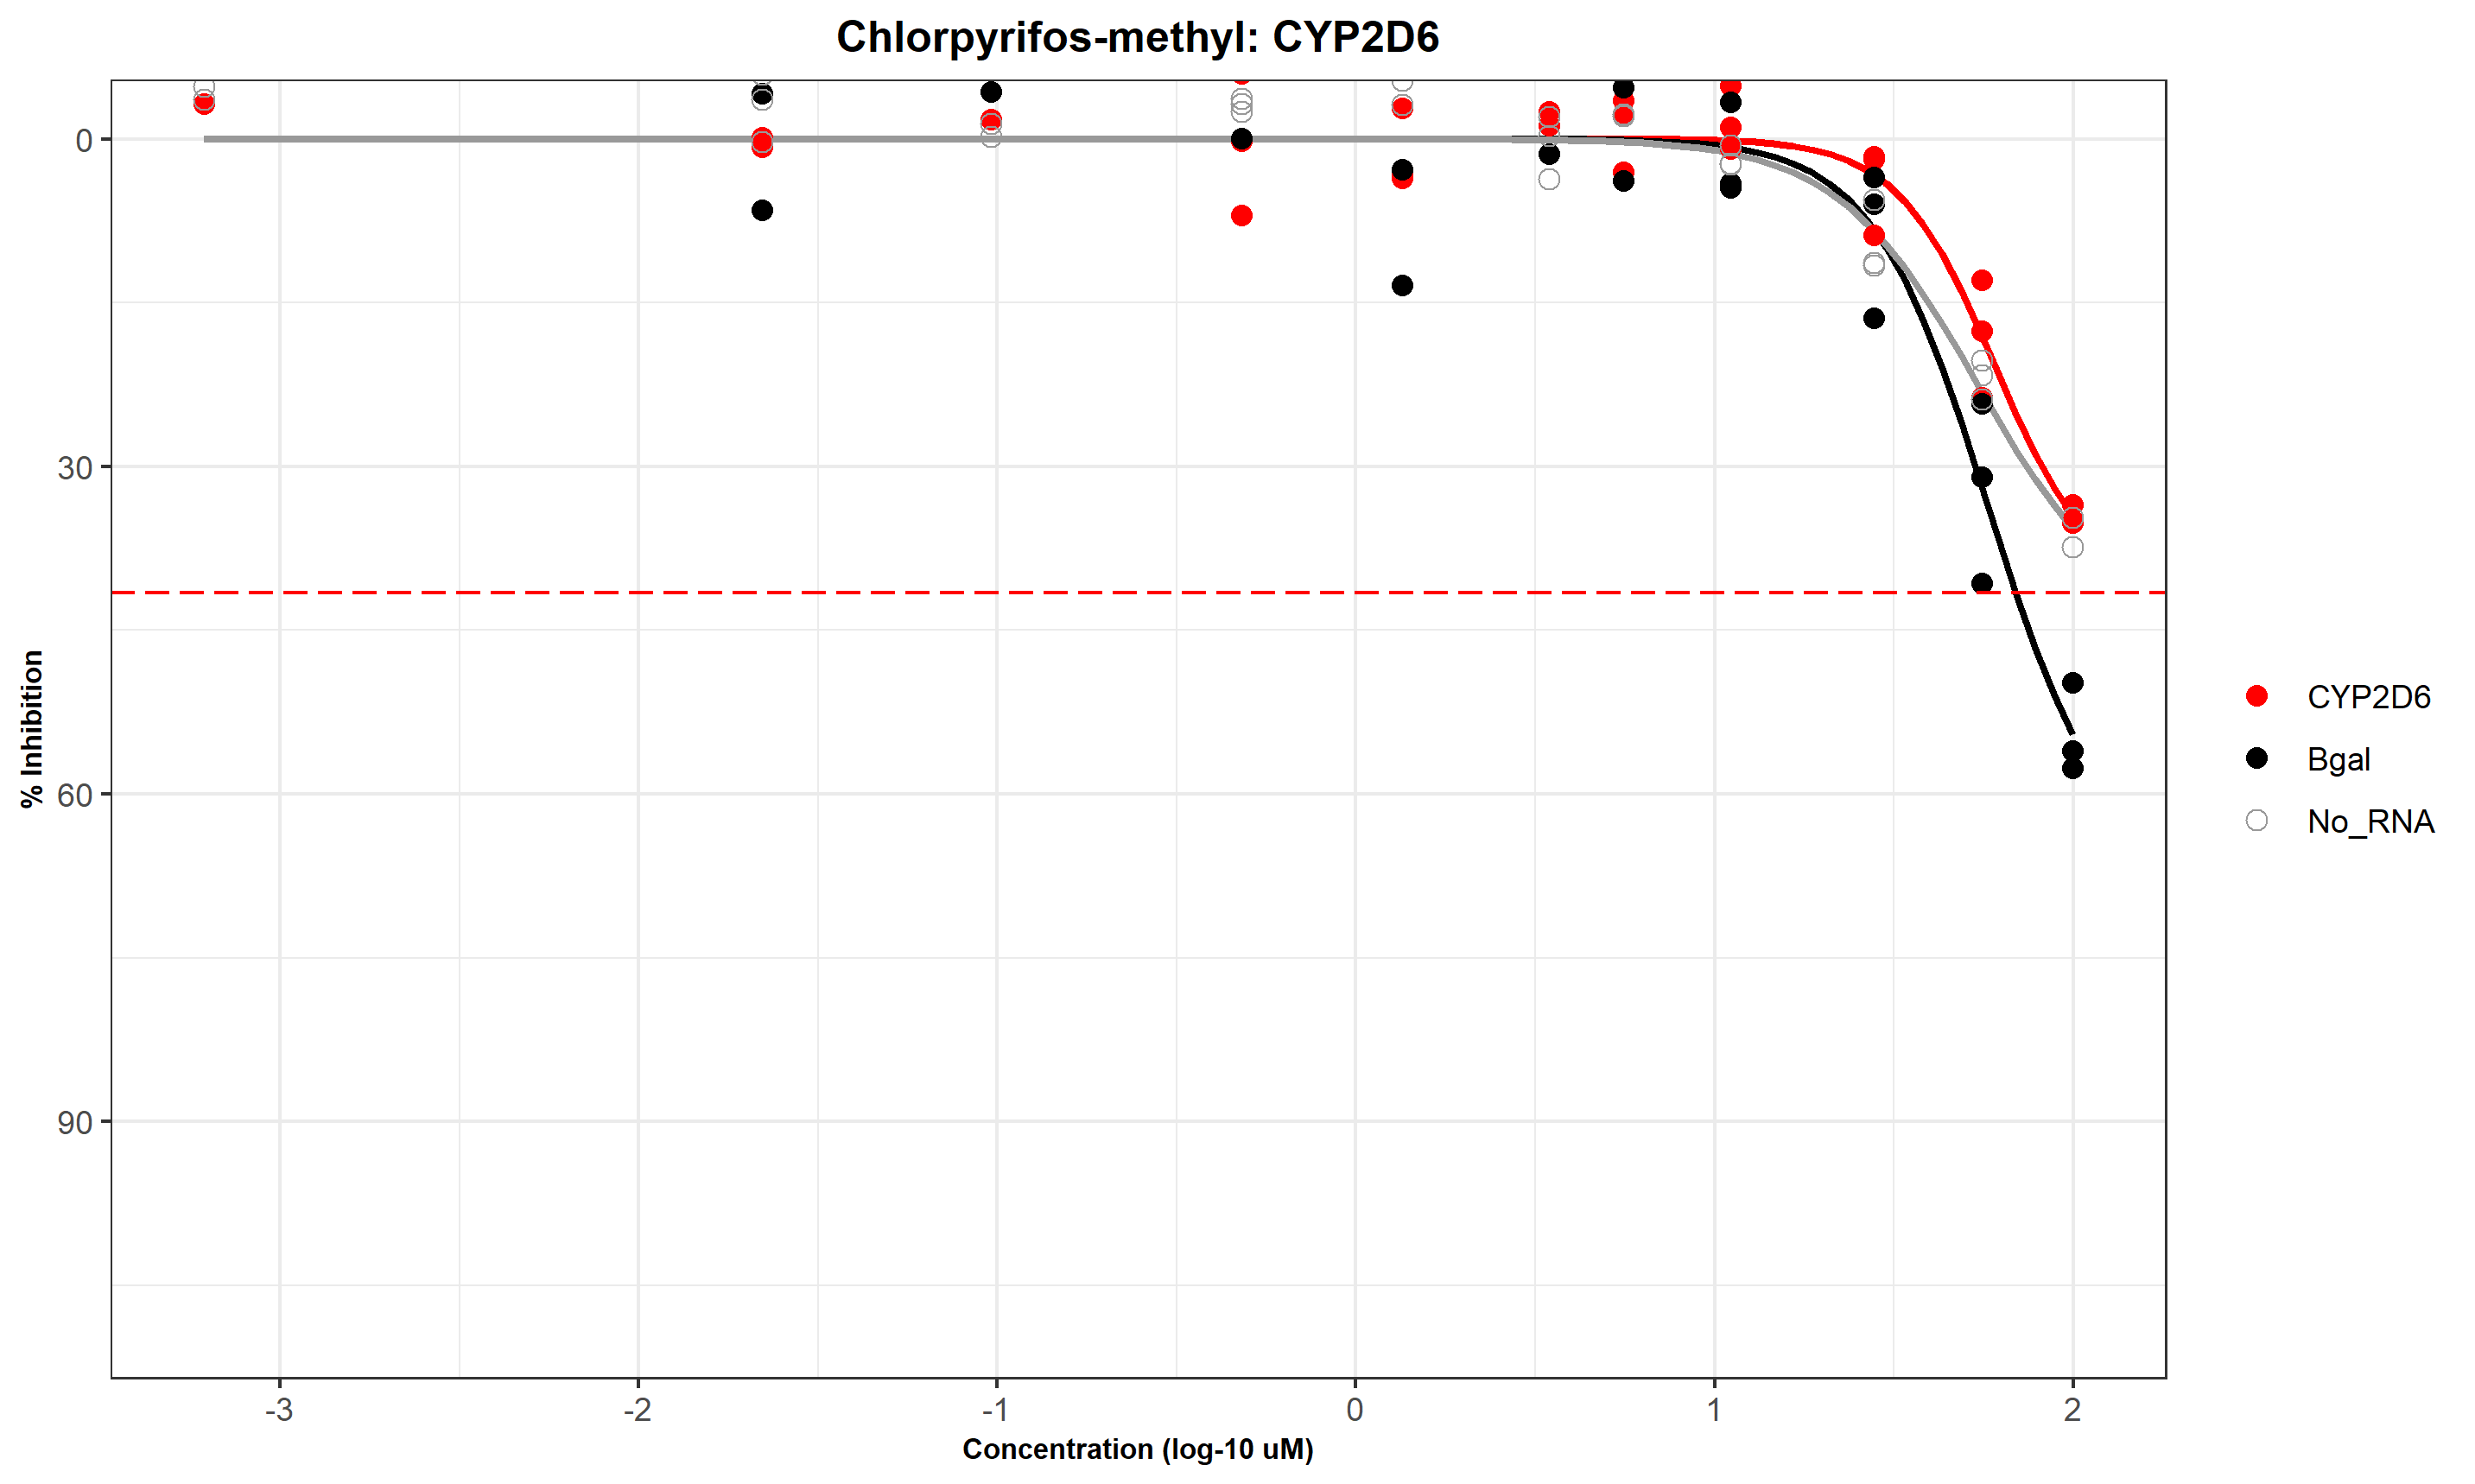 Chlorpyrifos-methyl: CYP2D6
% Inhibition
0
30
60
90
-3
-2
-1
0
1
2
Concentration (log-10 uM)
CYP2D6
Bgal
No_RNA